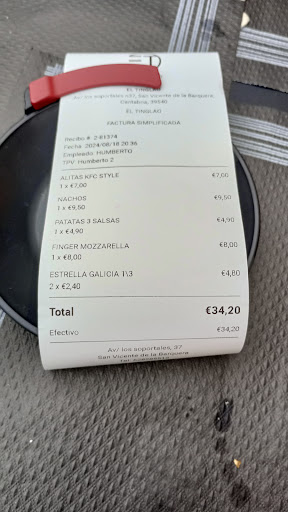 EL TINGLAO
Av/ los soportales n37, San Vicente de la Barquera,
Cantabria, 39540
EL TINGLAO
FACTURA SIMPLIFICADA
Recibo #: 2-61374
Fecha: 2024/08/18 20:36
Empleado: HUMBERTO
TPV: Humberto 2
ALITAS KFC STYLE €7,00
1 x €7,00
NACHOS €9,50
1 x €9,50
PATATAS 3 SALSAS €4,90
1 x €4,90
FINGER MOZZARELLA €8,00
1 x €8,00
ESTRELLA GALICIA 1\3 €4,80
2 x €2,40
Total €34,20
Efectivo €34,20
Av/ los soportales, 37
San Vicente de la Barquera